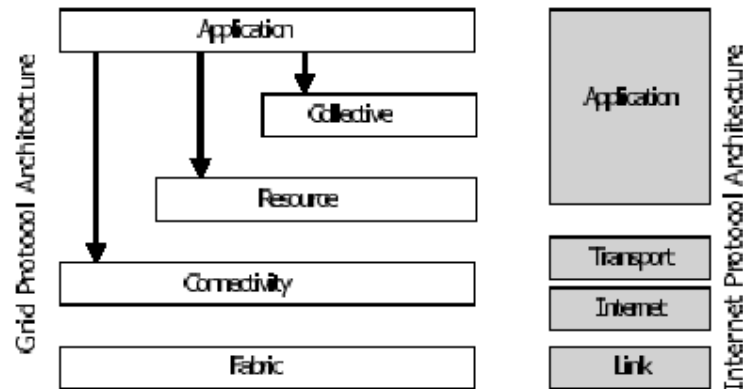 Grid Protocol Architecture
Application
Collective
Resource
Connectivity
Fabric
Application
Transport
Internet
Link
Internet Protocol Architecture